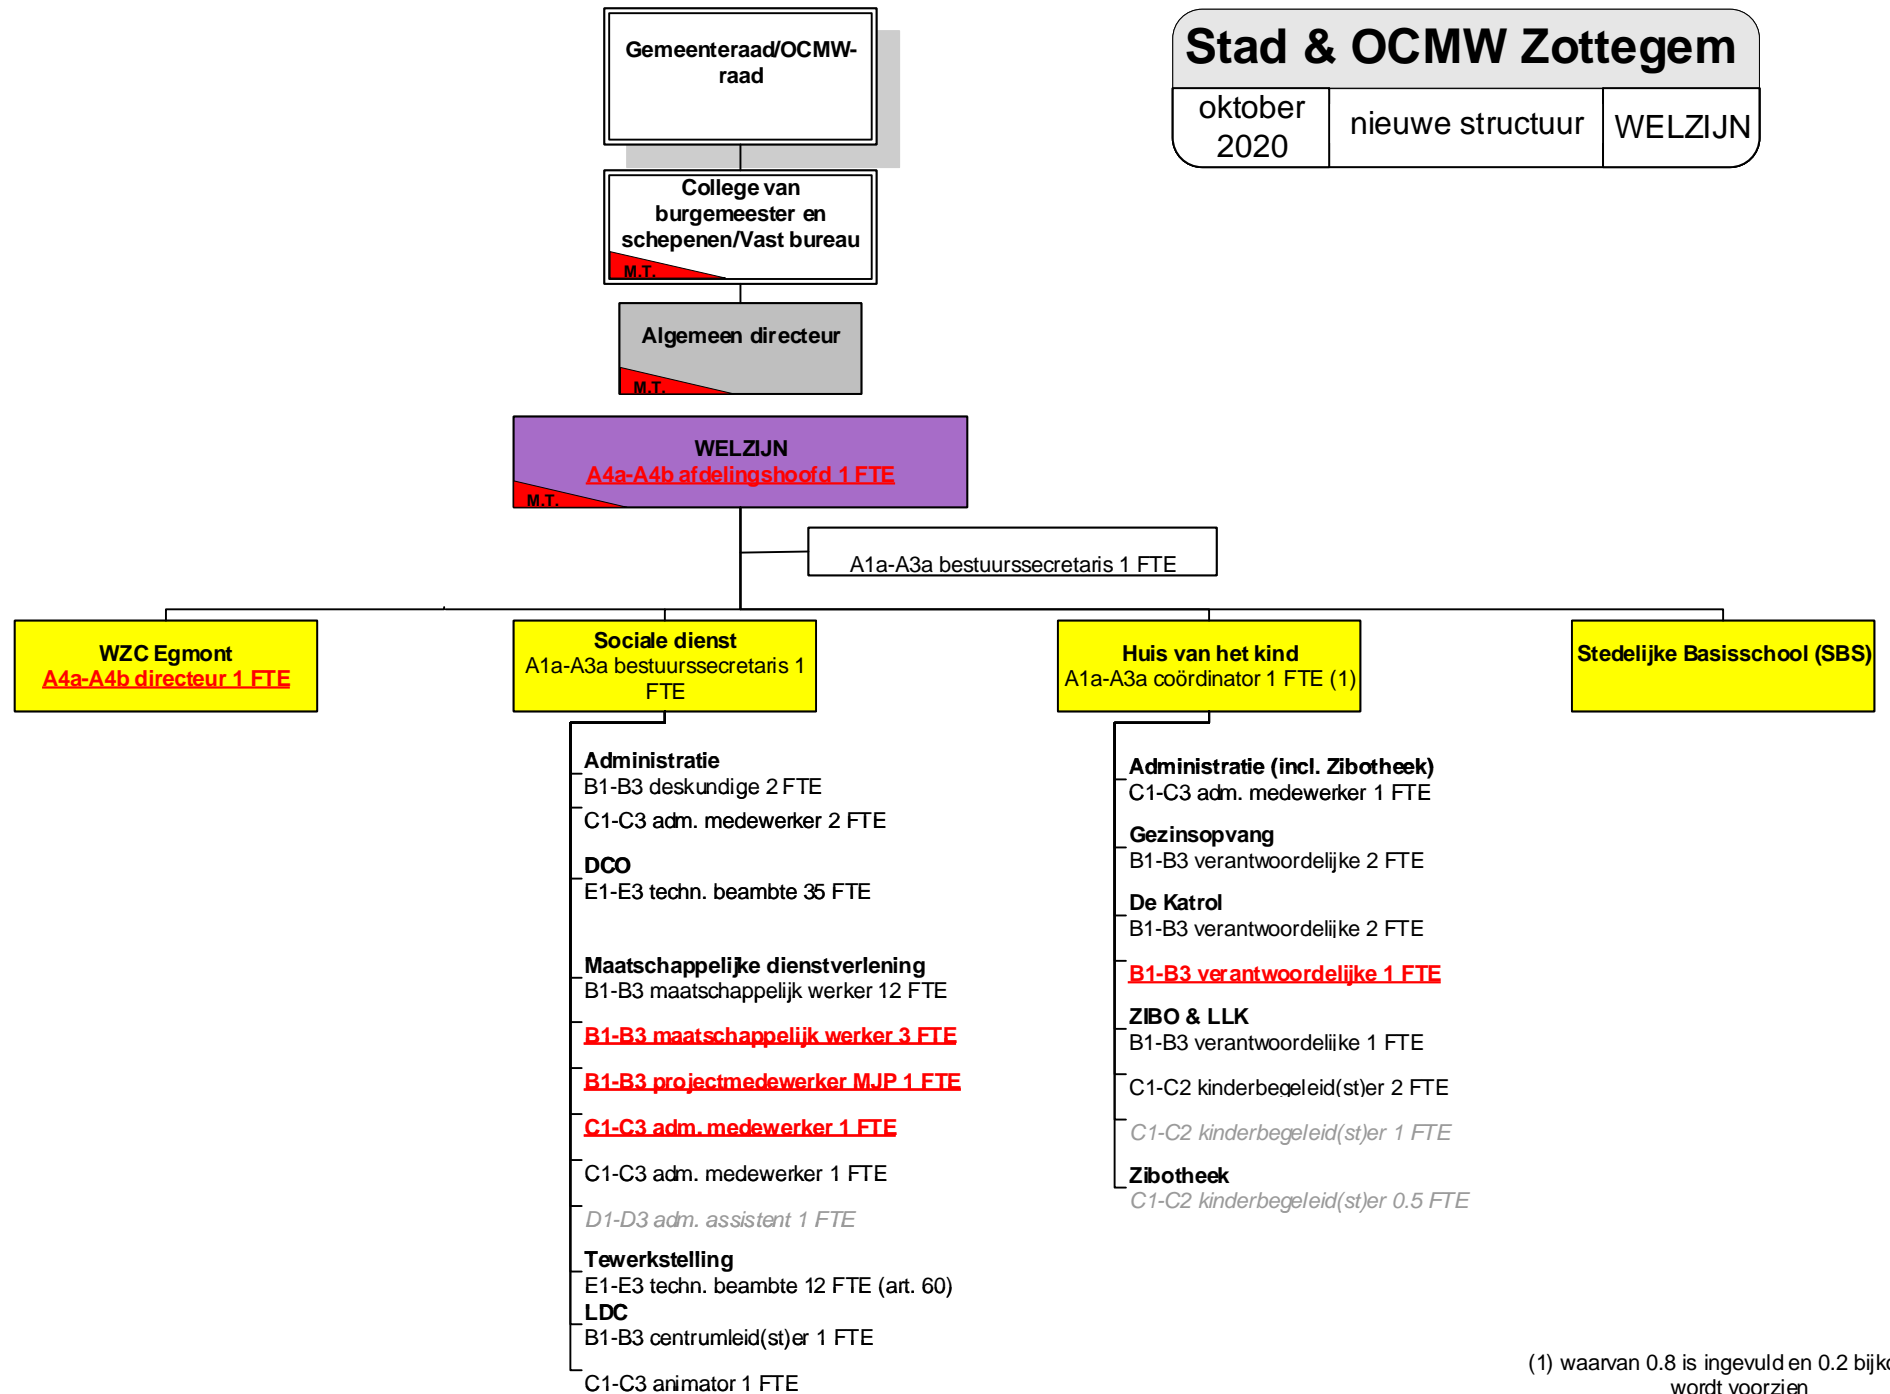 Gemeenteraad/OCMW-
raad
Stad & OCMW Zottegem
oktober
2020
nieuwe structuur
WELZIJN
College van
burgemeester en
schepenen/Vast bureau
M.T.
Algemeen directeur
M.T.
WELZIJN
A4a-A4b afdelingshoofd 1 FTE
M.T.
A1a-A3a bestuurssecretaris 1 FTE
WZC Egmont
A4a-A4b directeur 1 FTE
Sociale dienst
A1a-A3a bestuurssecretaris 1
FTE
Huis van het kind
A1a-A3a coördinator 1 FTE (1)
Stedelijke Basisschool (SBS)
Administratie
B1-B3 deskundige 2 FTE
C1-C3 adm. medewerker 2 FTE
DCO
E1-E3 techn. beambte 35 FTE
Maatschappelijke dienstverlening
B1-B3 maatschappelijk werker 12 FTE
B1-B3 maatschappelijk werker 3 FTE
B1-B3 projectmedewerker MJP 1 FTE
C1-C3 adm. medewerker 1 FTE
C1-C3 adm. medewerker 1 FTE
D1-D3 adm. assistent 1 FTE
Tewerkstelling
E1-E3 techn. beambte 12 FTE (art. 60)
LDC
B1-B3 centrumleid(st)er 1 FTE
C1-C3 animator 1 FTE
Administratie (incl. Zibotheek)
C1-C3 adm. medewerker 1 FTE
Gezinsopvang
B1-B3 verantwoordelijke 2 FTE
De Katrol
B1-B3 verantwoordelijke 2 FTE
B1-B3 verantwoordelijke 1 FTE
ZIBO & LLK
B1-B3 verantwoordelijke 1 FTE
C1-C2 kinderbegeleid(st)er 2 FTE
C1-C2 kinderbegeleid(st)er 1 FTE
Zibotheek
C1-C2 kinderbegeleid(st)er 0.5 FTE
(1) waarvan 0.8 is ingevuld en 0.2
wordt voorzien